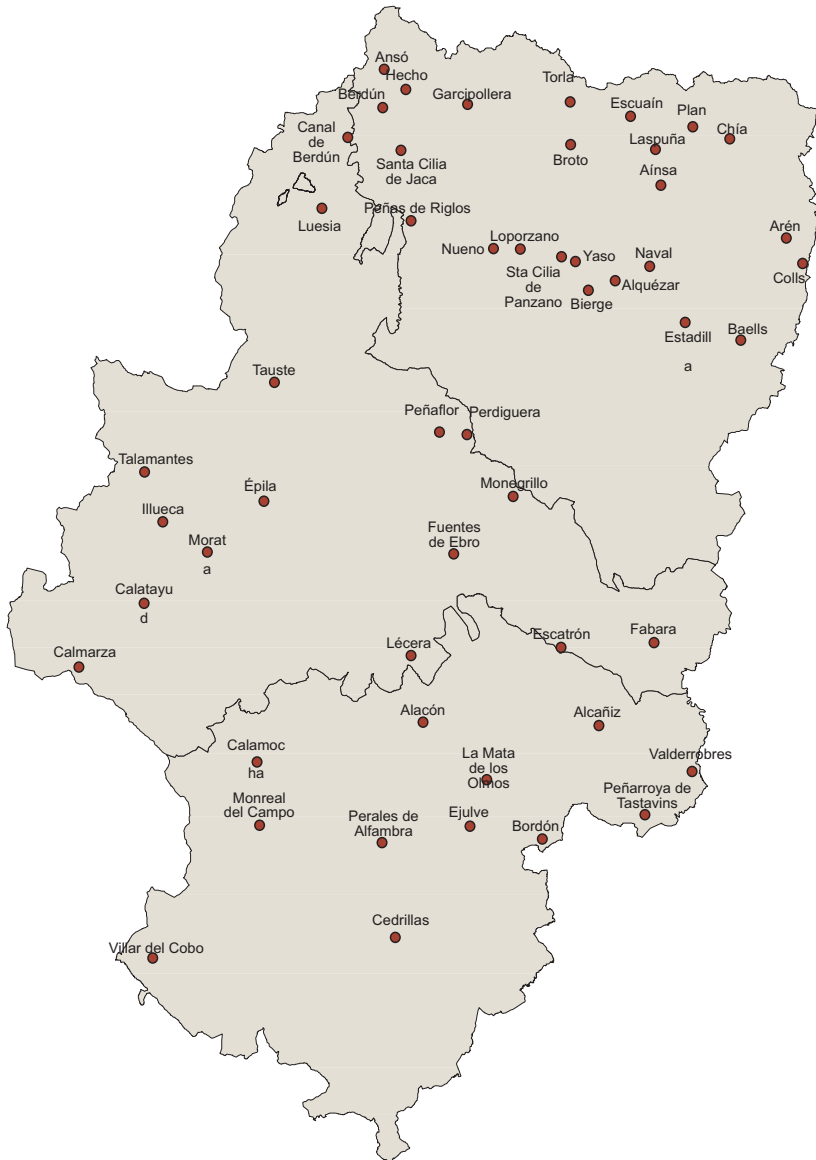 Ansó
Hecho
Torla
Berdún
Garcipollera
Escuaín
Plan
Canal
de
Berdún
Chía
Laspuña
Santa Cilia
de Jaca
Broto
Aínsa
Peñas de Riglos
Luesia
Arén
Loporzano
Nueno
Yaso
Naval
Sta Cilia
de
Panzano
Colls
Alquézar
Bierge
Estadill
a
Baells
Tauste
Peñaflor
Perdiguera
Talamantes
Épila
Monegrillo
Illueca
Morat
a
Fuentes
de Ebro
Calatayu
d
Escatrón
Fabara
Lécera
Calmarza
Alacón
Alcañiz
Calamoc
ha
La Mata
de los
Olmos
Valderrobres
Peñarroya de
Tastavins
Monreal
del Campo
Perales de
Alfambra
Ejulve
Bordón
Cedrillas
Villar del Cobo